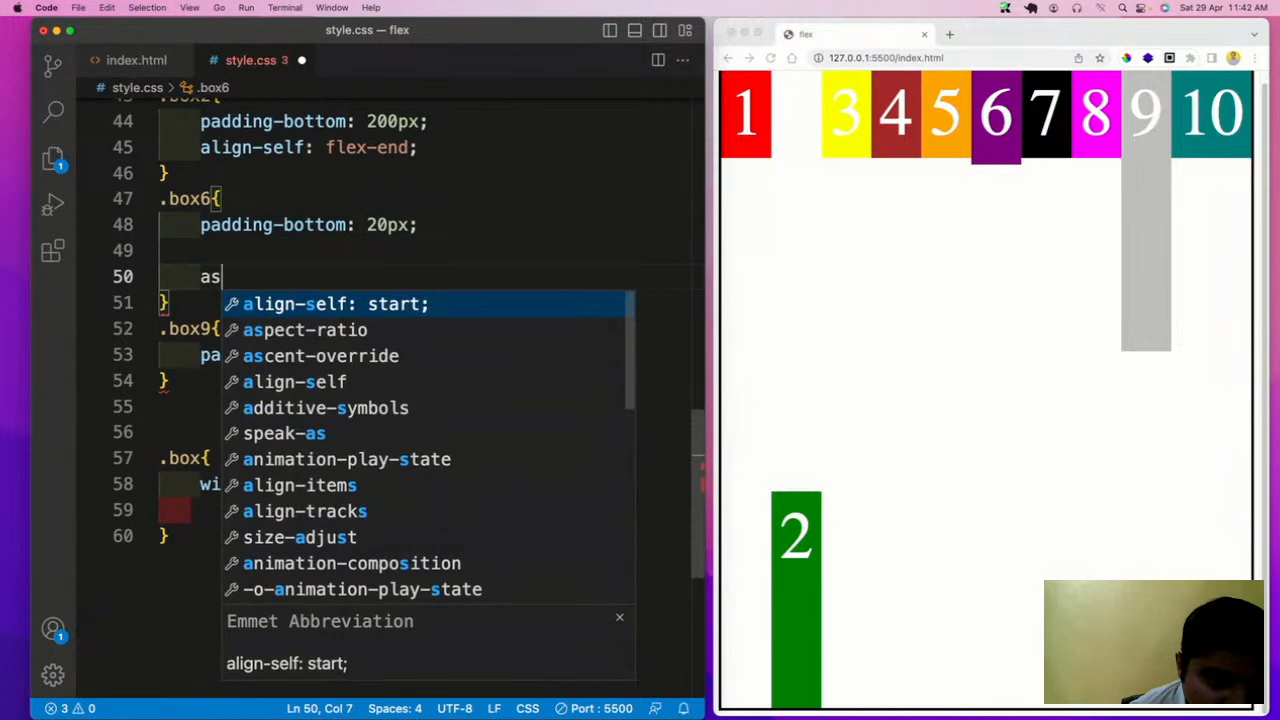 Code File Edit Selection View Go Run Terminal Window Help
Sat 29 Apr 11:42 AM
style.css — flex
index.html
style.css 3
style.css > .box6
44 padding-bottom: 200px;
45 align-self: flex-end;
46 }
47 .box6{
48 padding-bottom: 20px;
49
50 as
51 }
52 .box9{
53 pa
54 }
55
56
57 .box{
58 wi
59
60 }
align-self: start;
aspect-ratio
ascent-override
align-self
additive-symbols
speak-as
animation-play-state
align-items
align-tracks
size-adjust
animation-composition
-o-animation-play-state
Emmet Abbreviation
align-self: start;
1
1
3 0
Ln 50, Col 7 Spaces: 4 UTF-8 LF CSS Port : 5500
flex
127.0.0.1:5500/index.html
1 3 4 5 6 7 8 9 10
2